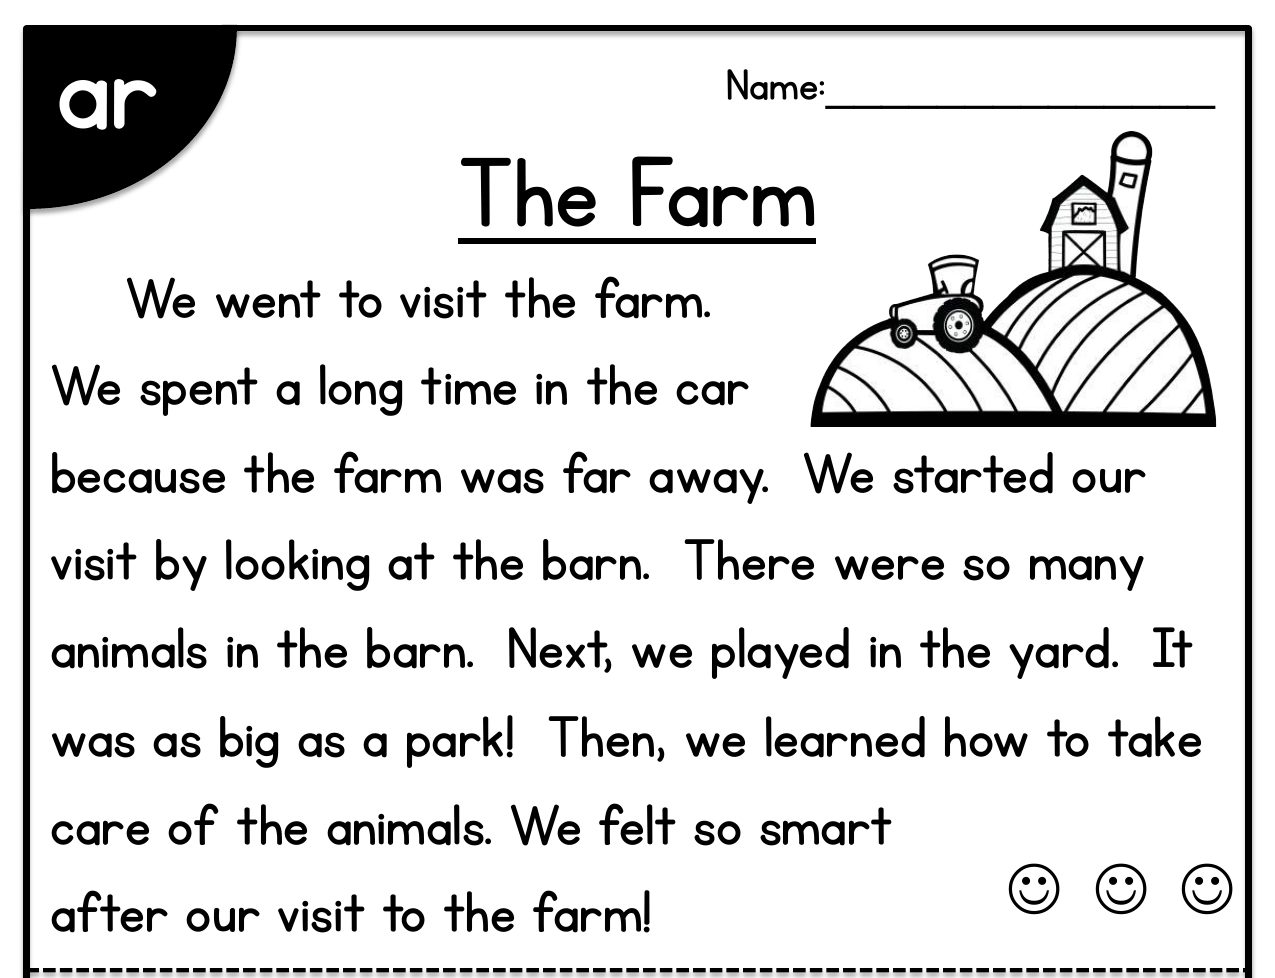 ar
Name:
The Farm
We went to visit the farm.
We spent a long time in the car
because the farm was far away. We started our
visit by looking at the barn. There were so many
animals in the barn. Next, we played in the yard. It
was as big as a park! Then, we learned how to take
care of the animals. We felt so smart
after our visit to the farm!